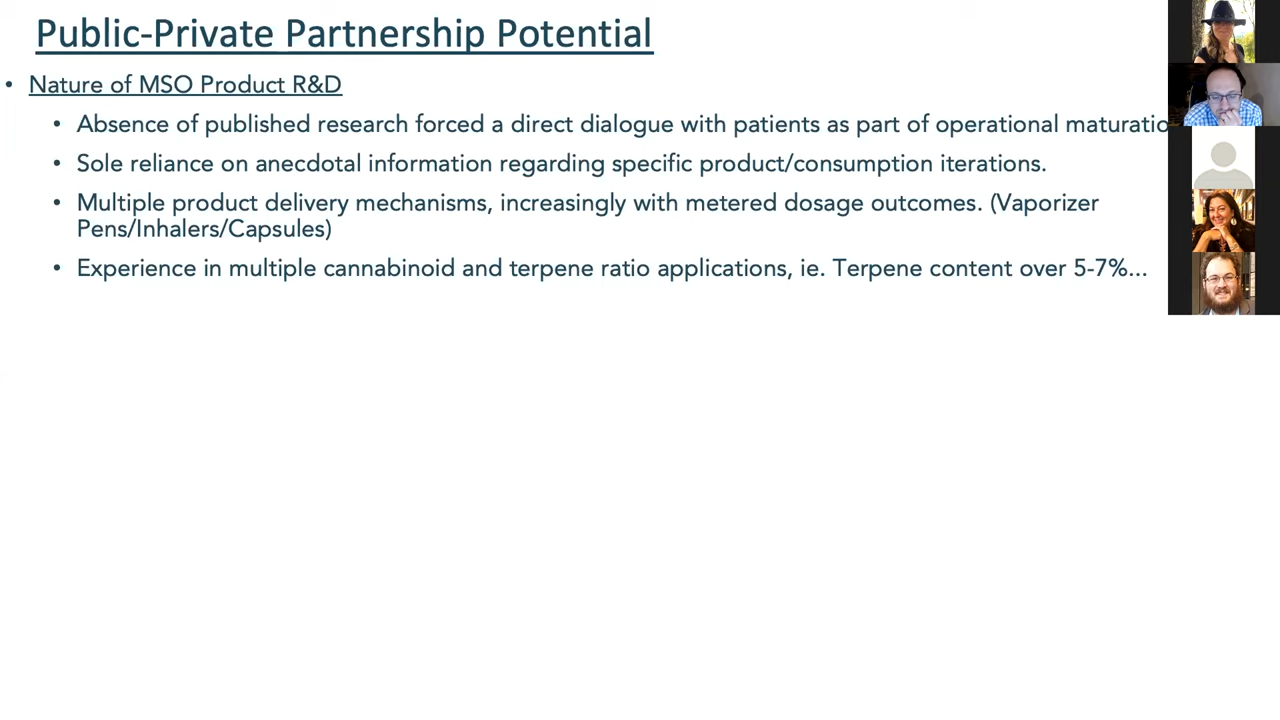 Public-Private Partnership Potential
• Nature of MSO Product R&D
• Absence of published research forced a direct dialogue with patients as part of operational maturatio
• Sole reliance on anecdotal information regarding specific product/consumption iterations.
• Multiple product delivery mechanisms, increasingly with metered dosage outcomes. (Vaporizer
Pens/Inhalers/Capsules)
• Experience in multiple cannabinoid and terpene ratio applications, ie. Terpene content over 5-7%...